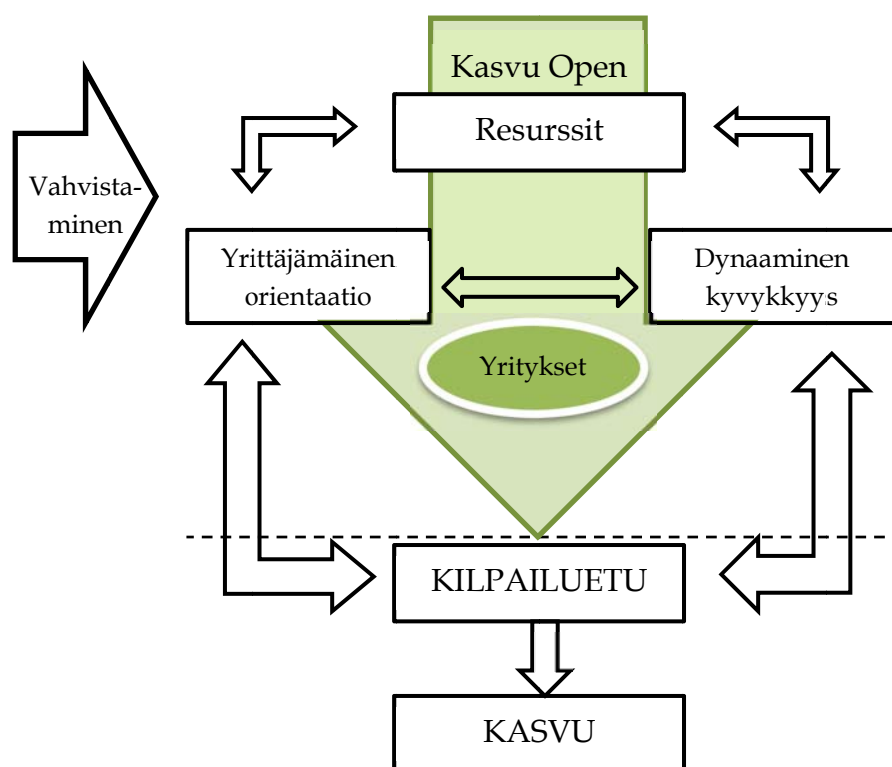 Kasvu Open
Resurssit
Vahvista-
minen
Yrittäjämäinen
orientaatio
Dynaaminen
kyvykkyys
Yritykset
KILPAILUETU
KASVU